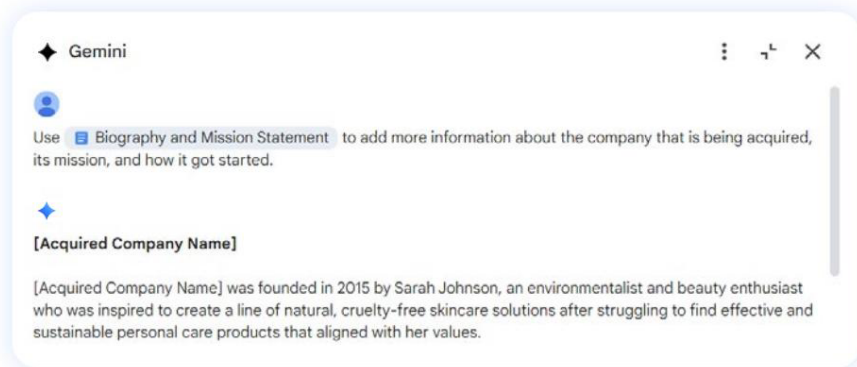 Gemini
Use Biography and Mission Statement to add more information about the company that is being acquired,
its mission, and how it got started.
[Acquired Company Name]
[Acquired Company Name] was founded in 2015 by Sarah Johnson, an environmentalist and beauty enthusiast
who was inspired to create a line of natural, cruelty-free skincare solutions after struggling to find effective and
sustainable personal care products that aligned with her values.